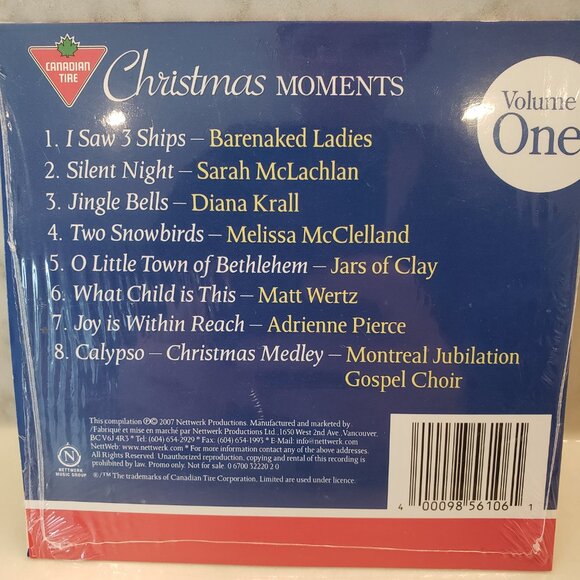 CANADIAN
TIRE
Christmas MOMENTS
Volume
One
1. I Saw 3 Ships – Barenaked Ladies
2. Silent Night – Sarah McLachlan
3. Jingle Bells – Diana Krall
4. Two Snowbirds – Melissa McClelland
5. O Little Town of Bethlehem – Jars of Clay
6. What Child is This – Matt Wertz
7. Joy is Within Reach – Adrienne Pierce
8. Calypso – Christmas Medley – Montreal Jubilation
Gospel Choir
This compilation ℗© 2007 Nettwerk Productions. Manufactured and marketed by
/Fabriqué et mise en marché par Nettwerk Productions Ltd.,1650 West 2nd Ave ,Vancouver,
BC V6J 4R3 * Tel: (604) 654-2929 * Fax: (604) 654-1993 * E-Mail: info@nettwerk.com
NettWeb: www.nettwerk.com * For more information contact any of the above addresses.
All Rights Reserved. Unauthorized reproduction, copying and rental of this recording is
prohibited by law. Promo only. Not for sale. 0 6700 32220 2 0
®/™ The trademarks of Canadian Tire Corporation. Limited are used under licence.
N
NETTWERK
MUSIC GROUP
4 00098 56106 1